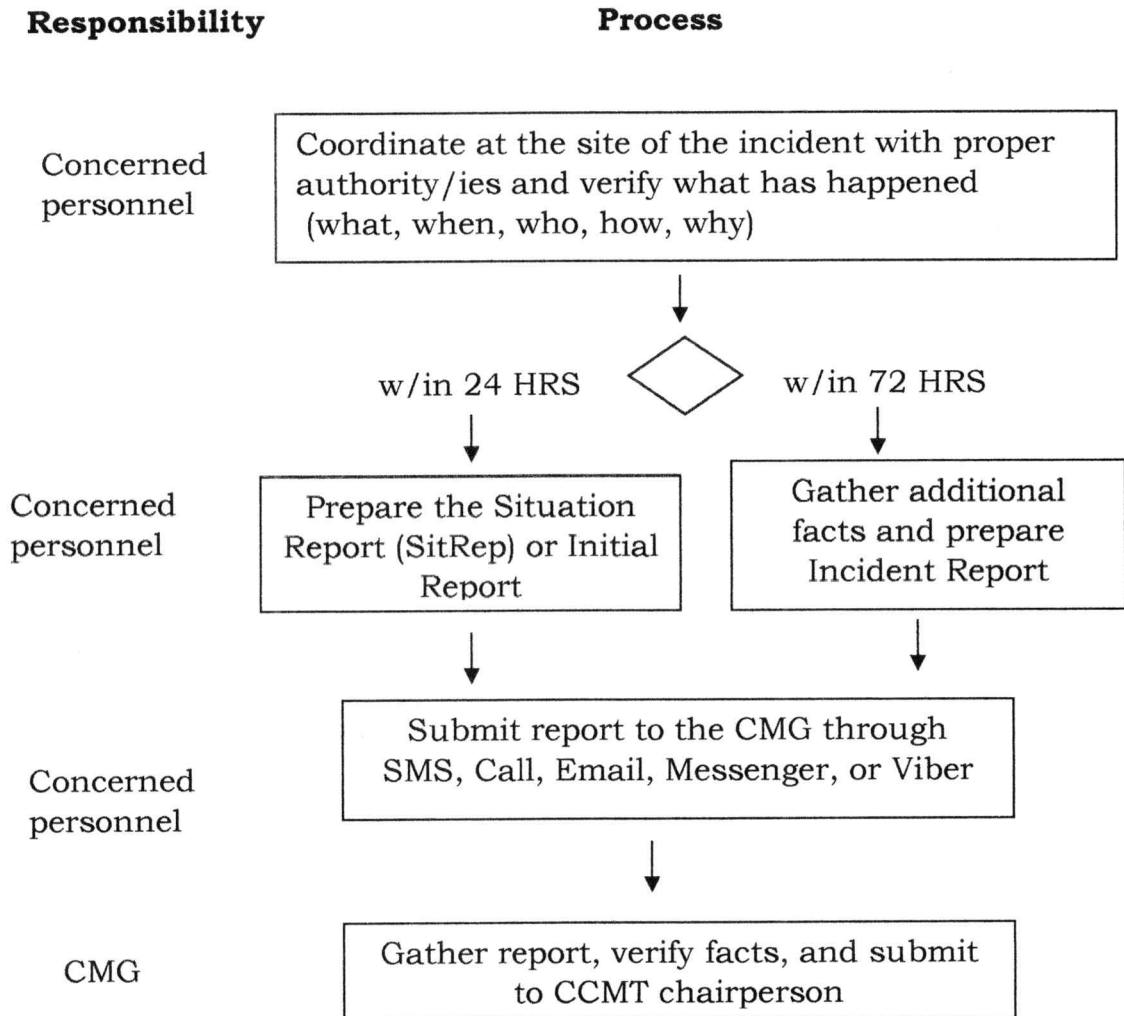 Responsibility
Process
Concerned
personnel
Coordinate at the site of the incident with proper
authority/ies and verify what has happened
(what, when, who, how, why)
w/in 24 HRS
w/in 72 HRS
Concerned
personnel
Prepare the Situation
Report (SitRep) or Initial
Report
Gather additional
facts and prepare
Incident Report
Concerned
personnel
Submit report to the CMG through
SMS, Call, Email, Messenger, or Viber
CMG
Gather report, verify facts, and submit
to CCMT chairperson